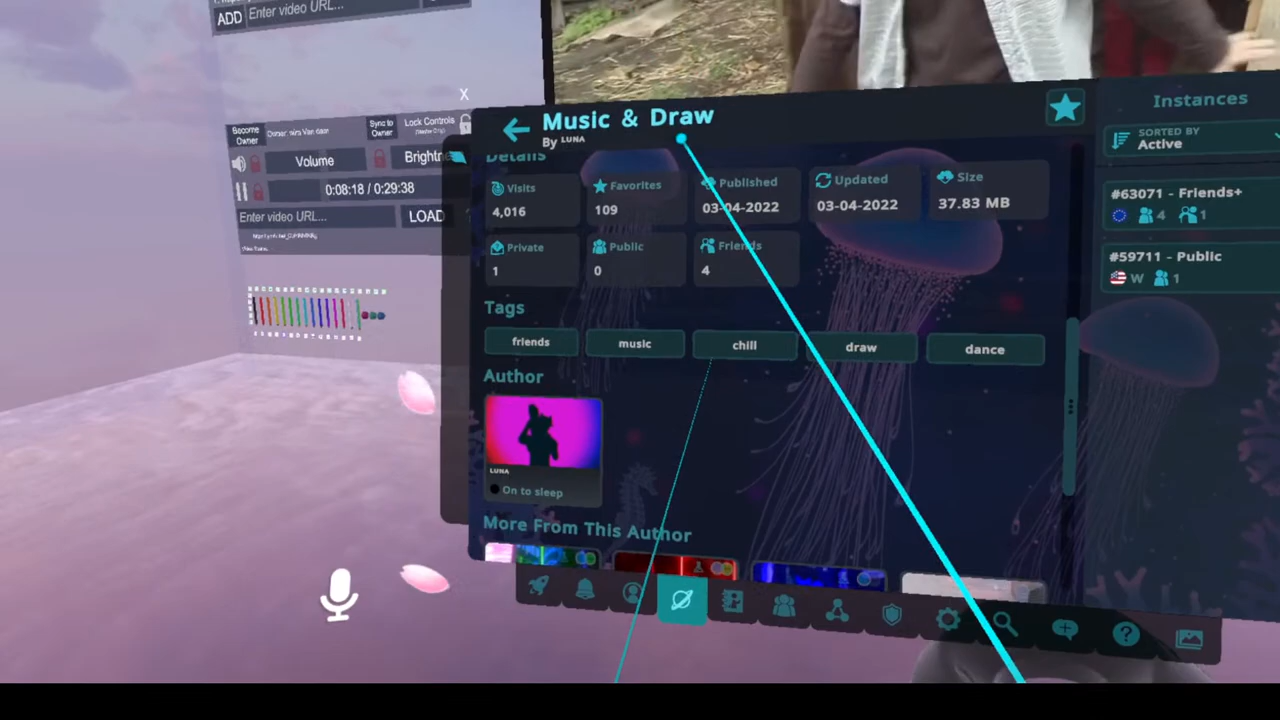 ADD
Enter video URL...
X
Become Owner
Sync to Owner
Lock Controls
Volume
0:08:18 / 0:29:38
Enter video URL...
LOAD
Music & Draw
By LUNA
Details
Visits
4,016
Favorites
109
Published
03-04-2022
Updated
03-04-2022
Size
37.83 MB
Private
1
Public
0
Friends
4
Tags
friends
music
chill
draw
dance
Author
LUNA
On to sleep
More From This Author
Instances
SORTED BY
Active
#63071 - Friends+
4
1
#59711 - Public
W
1